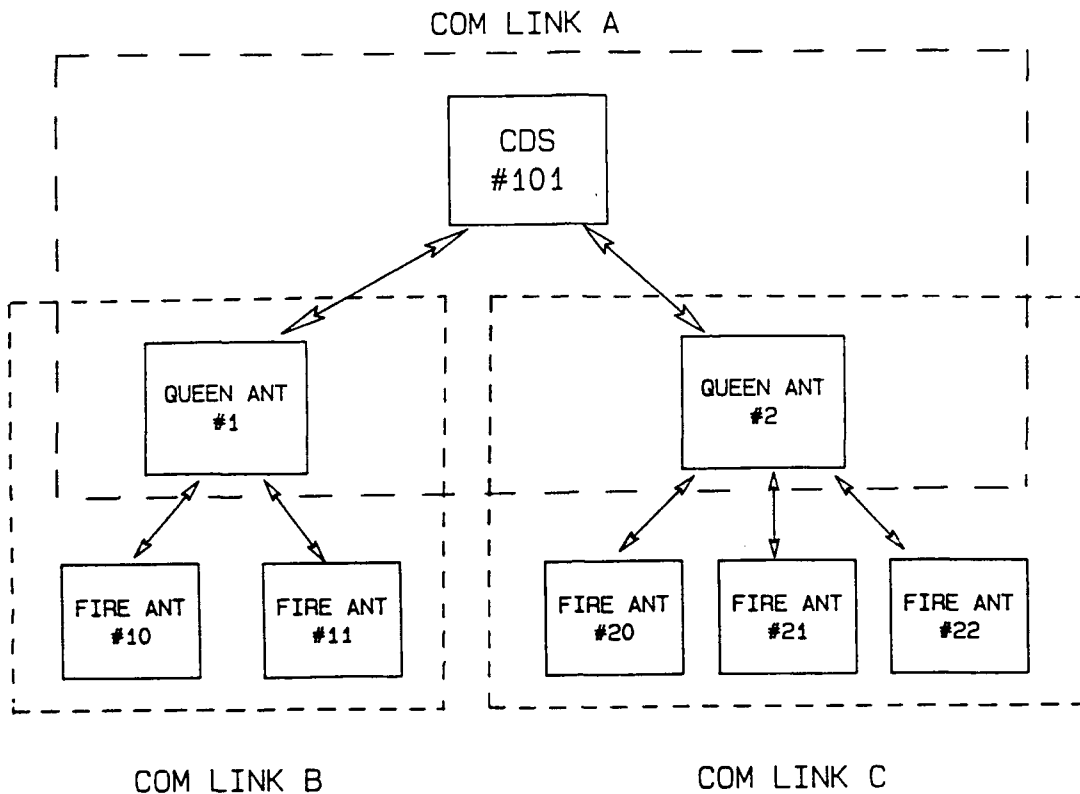 COM LINK A
CDS
#101
QUEEN ANT
#1
QUEEN ANT
#2
FIRE ANT
#10
FIRE ANT
#11
FIRE ANT
#20
FIRE ANT
#21
FIRE ANT
#22
COM LINK B
COM LINK C